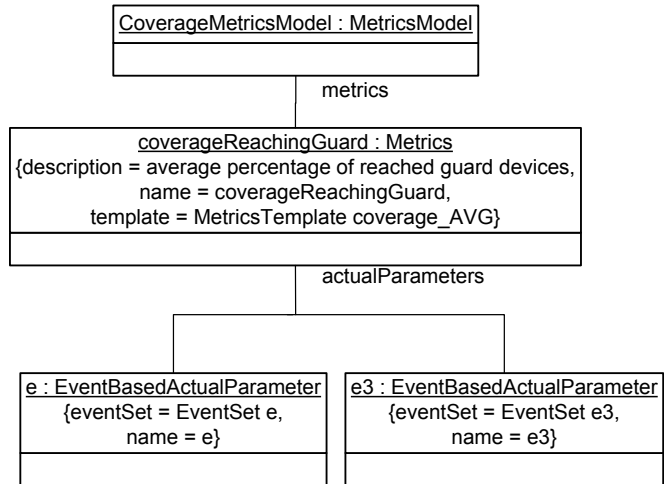 CoverageMetricsModel : MetricsModel
metrics
coverageReachingGuard : Metrics
{description = average percentage of reached guard devices,
name = coverageReachingGuard,
template = MetricsTemplate coverage_AVG}
actualParameters
e : EventBasedActualParameter
{eventSet = EventSet e,
name = e}
e3 : EventBasedActualParameter
{eventSet = EventSet e3,
name = e3}